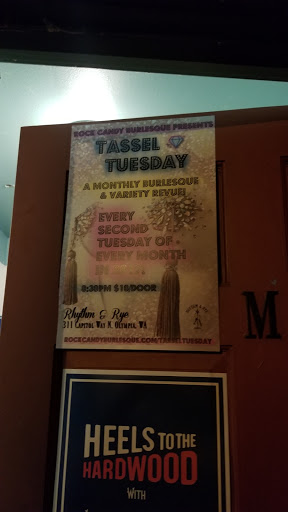 ROCK CANDY BURLESQUE PRESENTS
TASSEL
TUESDAY
A MONTHLY BURLESQUE
& VARIETY REVUE!
EVERY
SECOND
TUESDAY OF
EVERY MONTH
8:30PM $10/DOOR
Rhythm & Rye
311 CAPITOL WAY N. OLYMPIA, WA
ROCKCANDYBURLESQUE.COM/TASSELTUESDAY
M
HEELS TO THE
HARDWOOD
WITH